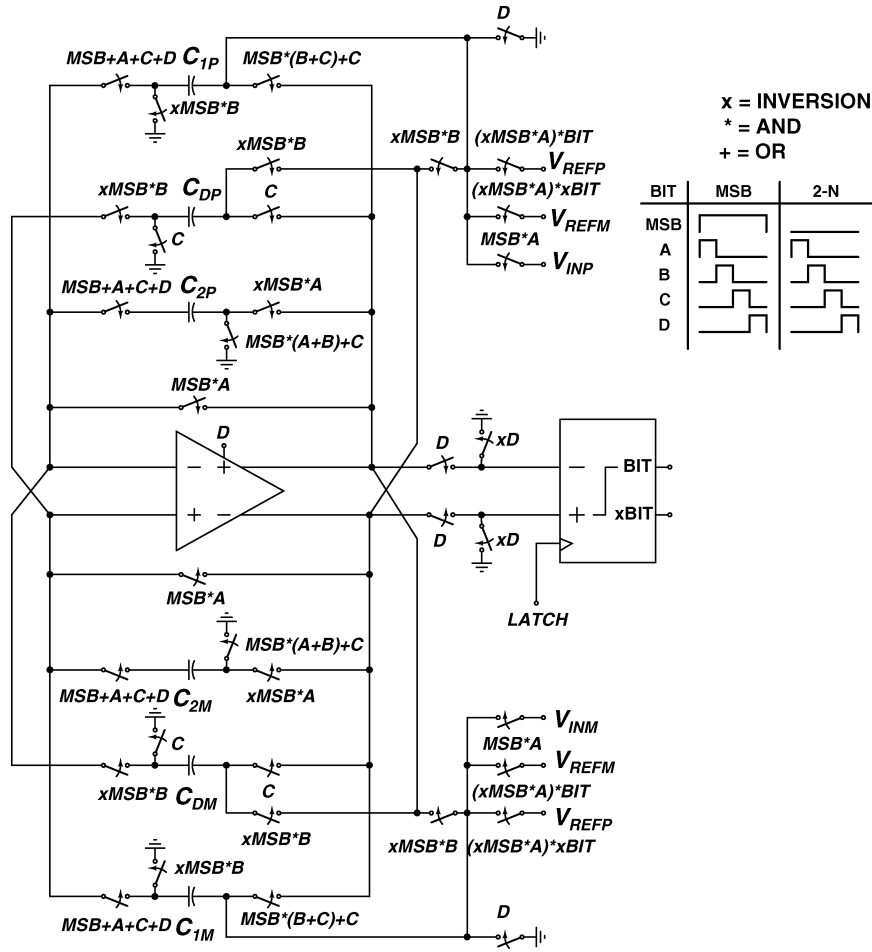 D
MSB+A+C+D C1P MSB*(B+C)+C
xMSB*B
x = INVERSION
* = AND
+ = OR
xMSB*B
xMSB*B (xMSB*A)*BIT
VREFP
xMSB*B CDP C
(xMSB*A)*xBIT
VREFM
C
MSB*A
VINP
BIT MSB 2-N
MSB
A
B
C
D
MSB+A+C+D C2P xMSB*A
MSB*(A+B)+C
MSB*A
D
− +
+ −
D xD
D xD
− BIT
+ xBIT
LATCH
MSB*A
MSB*(A+B)+C
MSB+A+C+D C2M xMSB*A
C
VINM
MSB*A
VREFM
xMSB*B CDM C
(xMSB*A)*BIT
VREFP
xMSB*B
xMSB*B (xMSB*A)*xBIT
xMSB*B
MSB+A+C+D C1M MSB*(B+C)+C
D